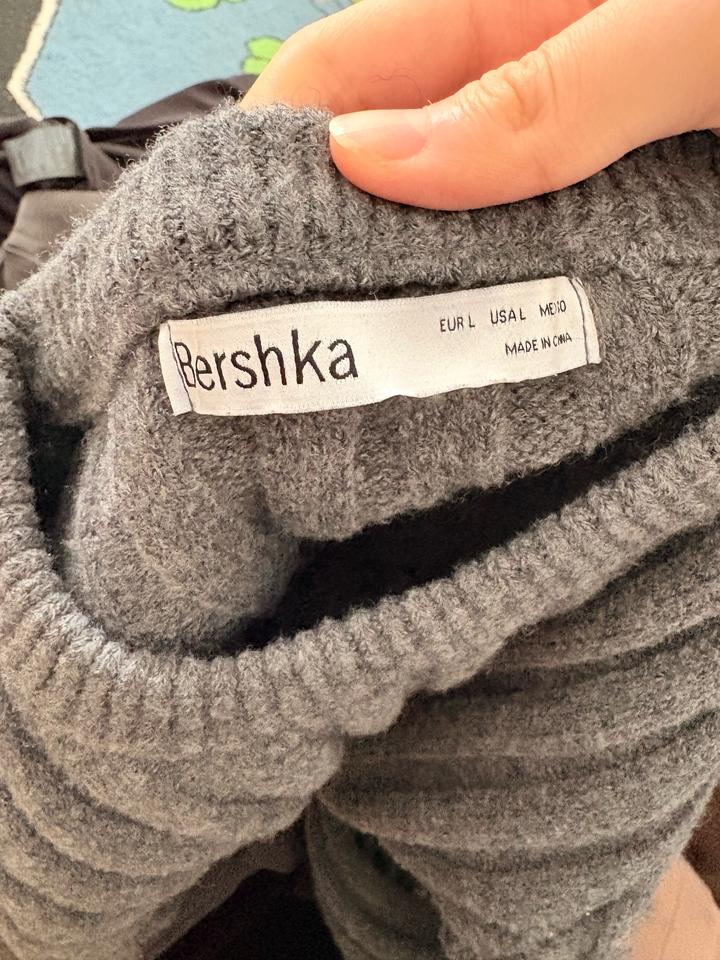 Bershka
EUR L USA L MEX 30
MADE IN CHINA